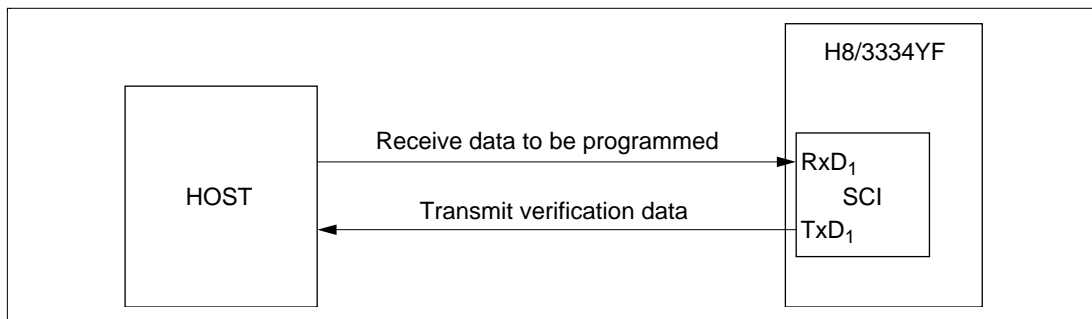 H8/3334YF
Receive data to be programmed
RxD₁
HOST
SCI
Transmit verification data
TxD₁